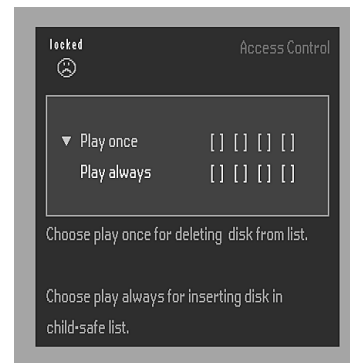 locked
Access Control
▼ Play once [ ] [ ] [ ] [ ]
Play always [ ] [ ] [ ] [ ]
Choose play once for deleting disk from list.
Choose play always for inserting disk in
child-safe list.